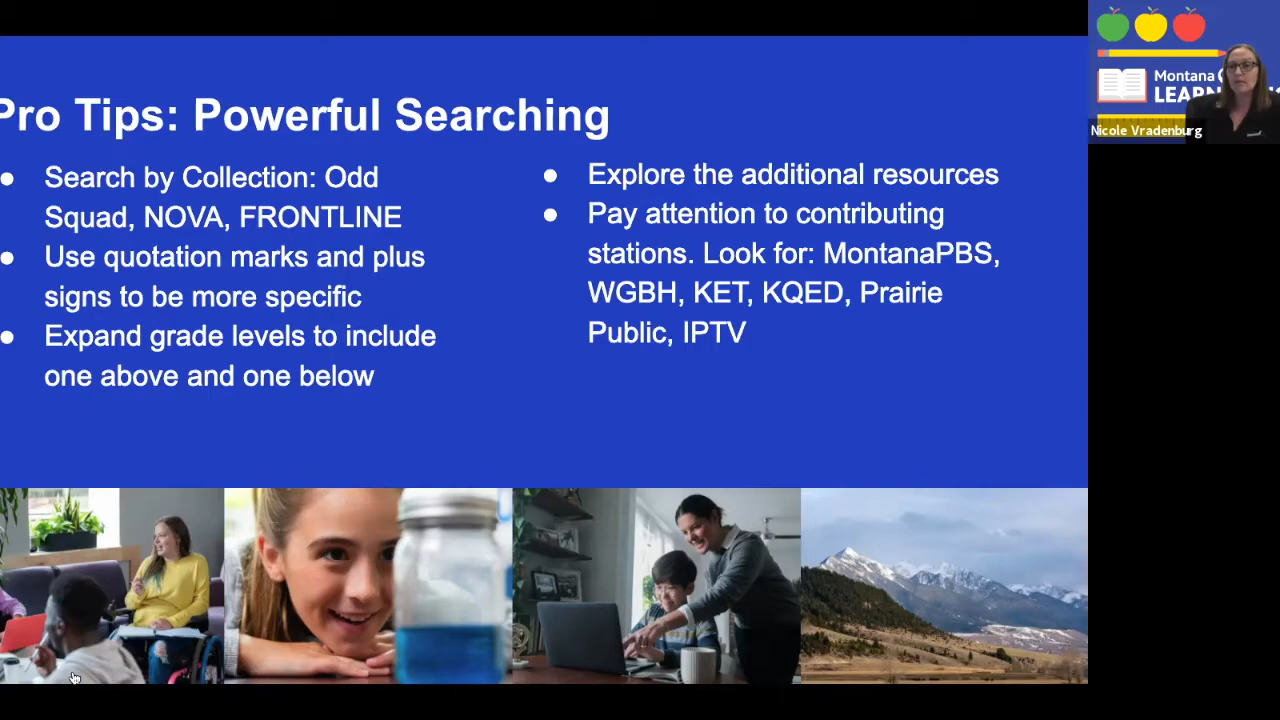 Pro Tips: Powerful Searching
● Search by Collection: Odd
Squad, NOVA, FRONTLINE
● Use quotation marks and plus
signs to be more specific
● Expand grade levels to include
one above and one below
● Explore the additional resources
● Pay attention to contributing
stations. Look for: MontanaPBS,
WGBH, KET, KQED, Prairie
Public, IPTV
Montana
LEARN
Nicole Vradenburg